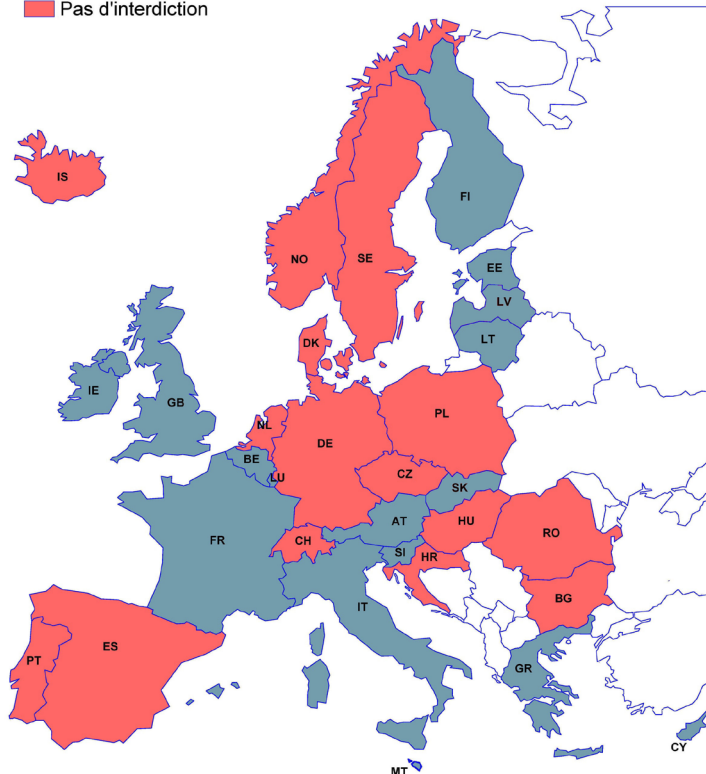 Pas d'interdiction
IS
FI
NO
SE
EE
LV
LT
DK
IE
GB
PL
NL
DE
BE
CZ
LU
SK
AT
HU
FR
CH
RO
SI
HR
BG
IT
ES
PT
GR
CY
MT